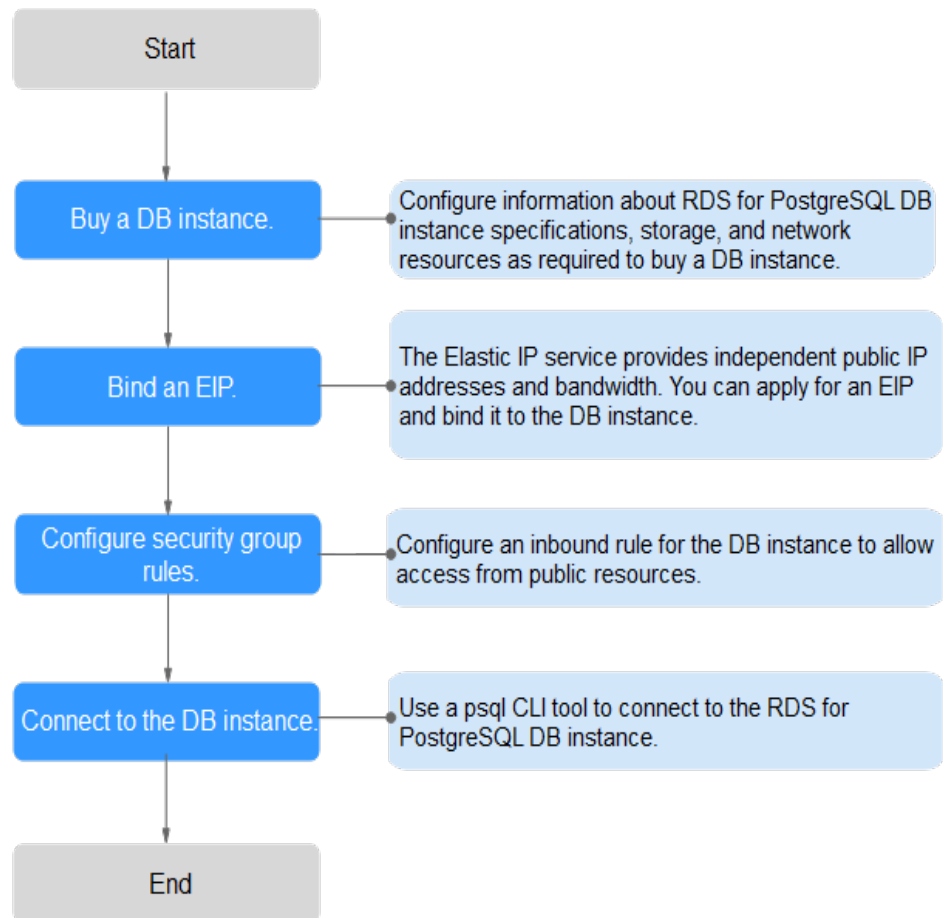 Start
Buy a DB instance.
Configure information about RDS for PostgreSQL DB
instance specifications, storage, and network
resources as required to buy a DB instance.
Bind an EIP.
The Elastic IP service provides independent public IP
addresses and bandwidth. You can apply for an EIP
and bind it to the DB instance.
Configure security group
rules.
Configure an inbound rule for the DB instance to allow
access from public resources.
Connect to the DB instance.
Use a psql CLI tool to connect to the RDS for
PostgreSQL DB instance.
End